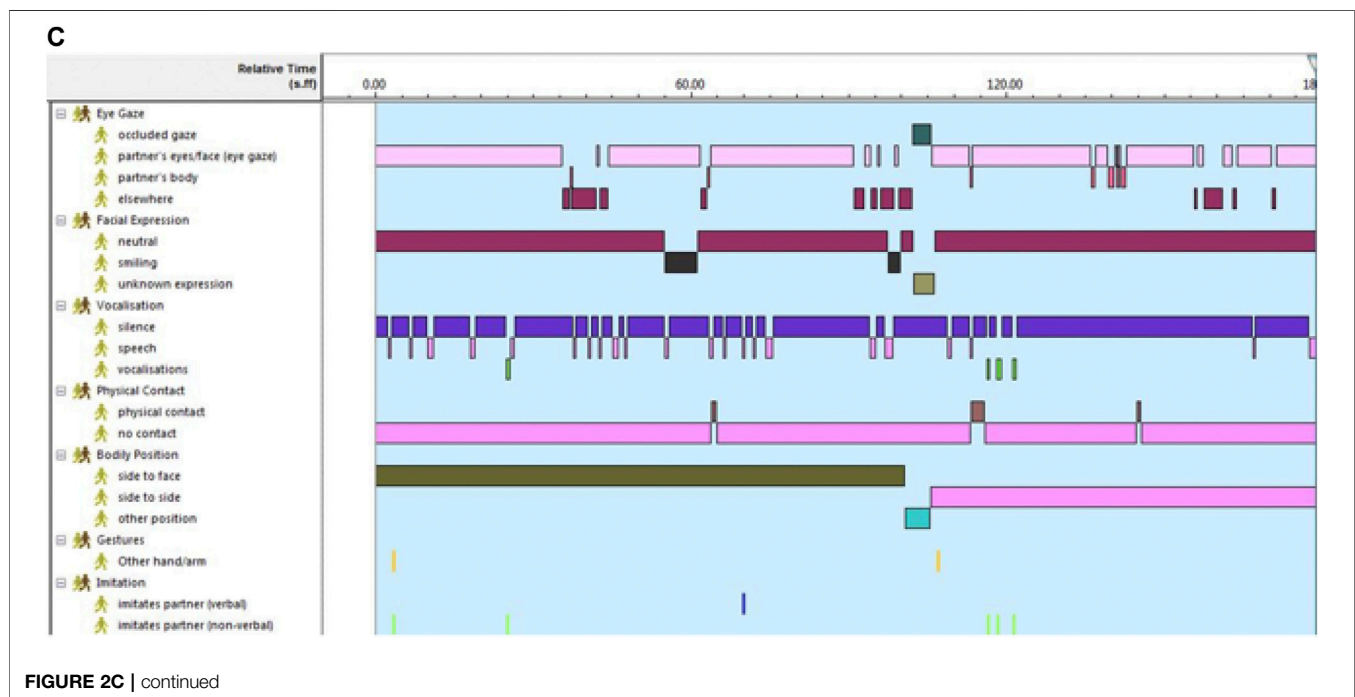 C
Relative Time
(s.ff)
0.00 60.00 120.00 18
Eye Gaze
occluded gaze
partner's eyes/face (eye gaze)
partner's body
elsewhere
Facial Expression
neutral
smiling
unknown expression
Vocalisation
silence
speech
vocalisations
Physical Contact
physical contact
no contact
Bodily Position
side to face
side to side
other position
Gestures
Other hand/arm
Imitation
imitates partner (verbal)
imitates partner (non-verbal)
FIGURE 2C | continued